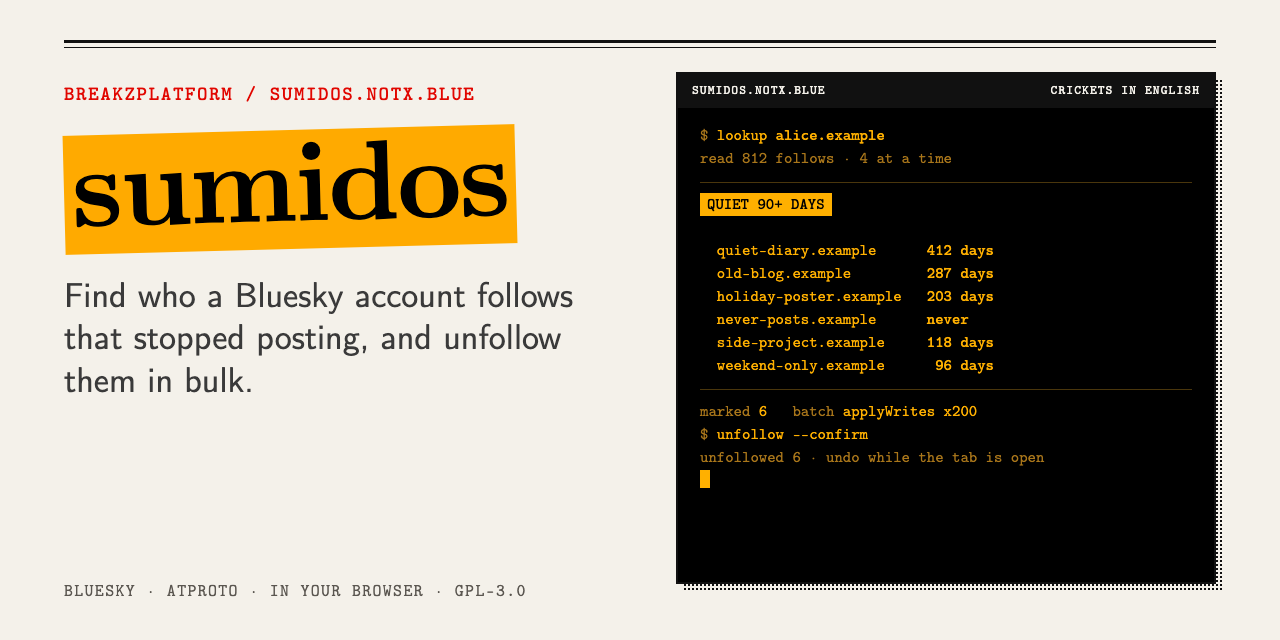 BREAKZPLATFORM / SUMIDOS.NOTX.BLUE
sumidos
Find who a Bluesky account follows
that stopped posting, and unfollow
them in bulk.
BLUESKY · ATPROTO · IN YOUR BROWSER · GPL-3.0
SUMIDOS.NOTX.BLUE CRICKETS IN ENGLISH
$ lookup alice.example
read 812 follows · 4 at a time
QUIET 90+ DAYS
quiet-diary.example 412 days
old-blog.example 287 days
holiday-poster.example 203 days
never-posts.example never
side-project.example 118 days
weekend-only.example 96 days
marked 6 batch applyWrites x200
$ unfollow --confirm
unfollowed 6 · undo while the tab is open